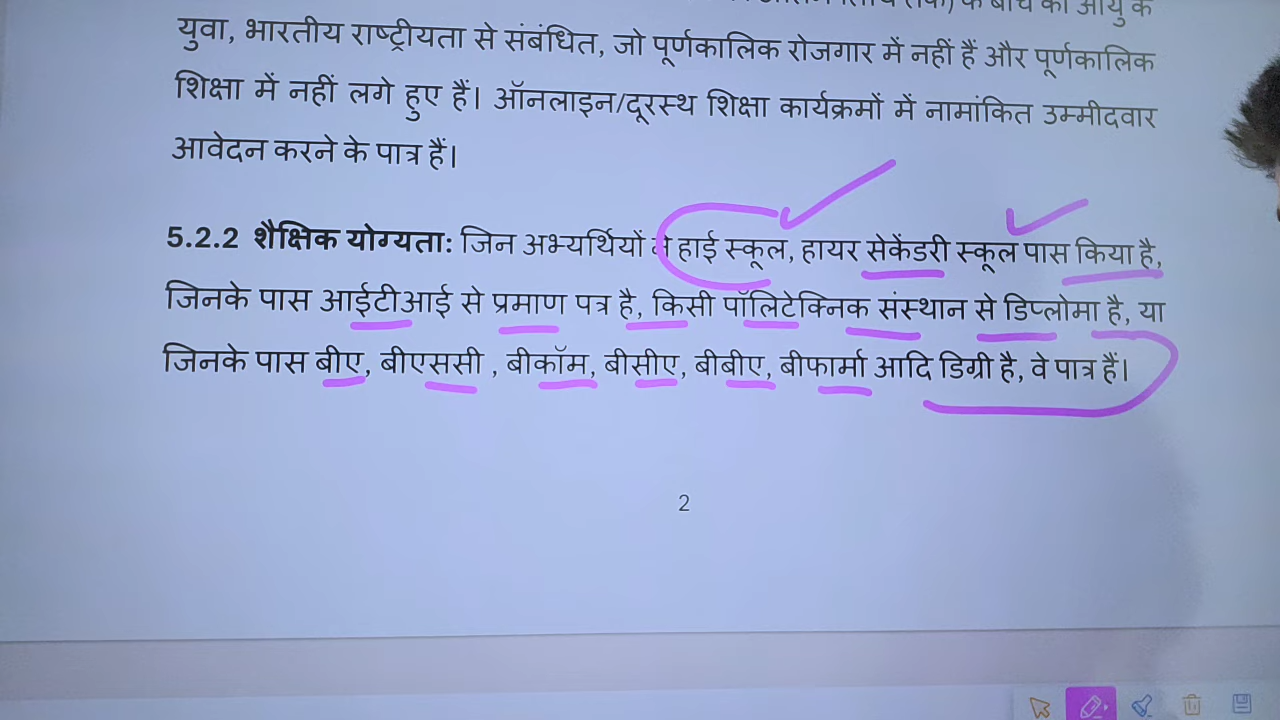 के बीच की आयु के
युवा, भारतीय राष्ट्रीयता से संबंधित, जो पूर्णकालिक रोजगार में नहीं हैं और पूर्णकालिक
शिक्षा में नहीं लगे हुए हैं। ऑनलाइन/दूरस्थ शिक्षा कार्यक्रमों में नामांकित उम्मीदवार
आवेदन करने के पात्र हैं।
5.2.2 शैक्षिक योग्यता: जिन अभ्यर्थियों ने हाई स्कूल, हायर सेकेंडरी स्कूल पास किया है,
जिनके पास आईटीआई से प्रमाण पत्र है, किसी पॉलिटेक्निक संस्थान से डिप्लोमा है, या
जिनके पास बीए, बीएससी , बीकॉम, बीसीए, बीबीए, बीफार्मा आदि डिग्री है, वे पात्र हैं।
2